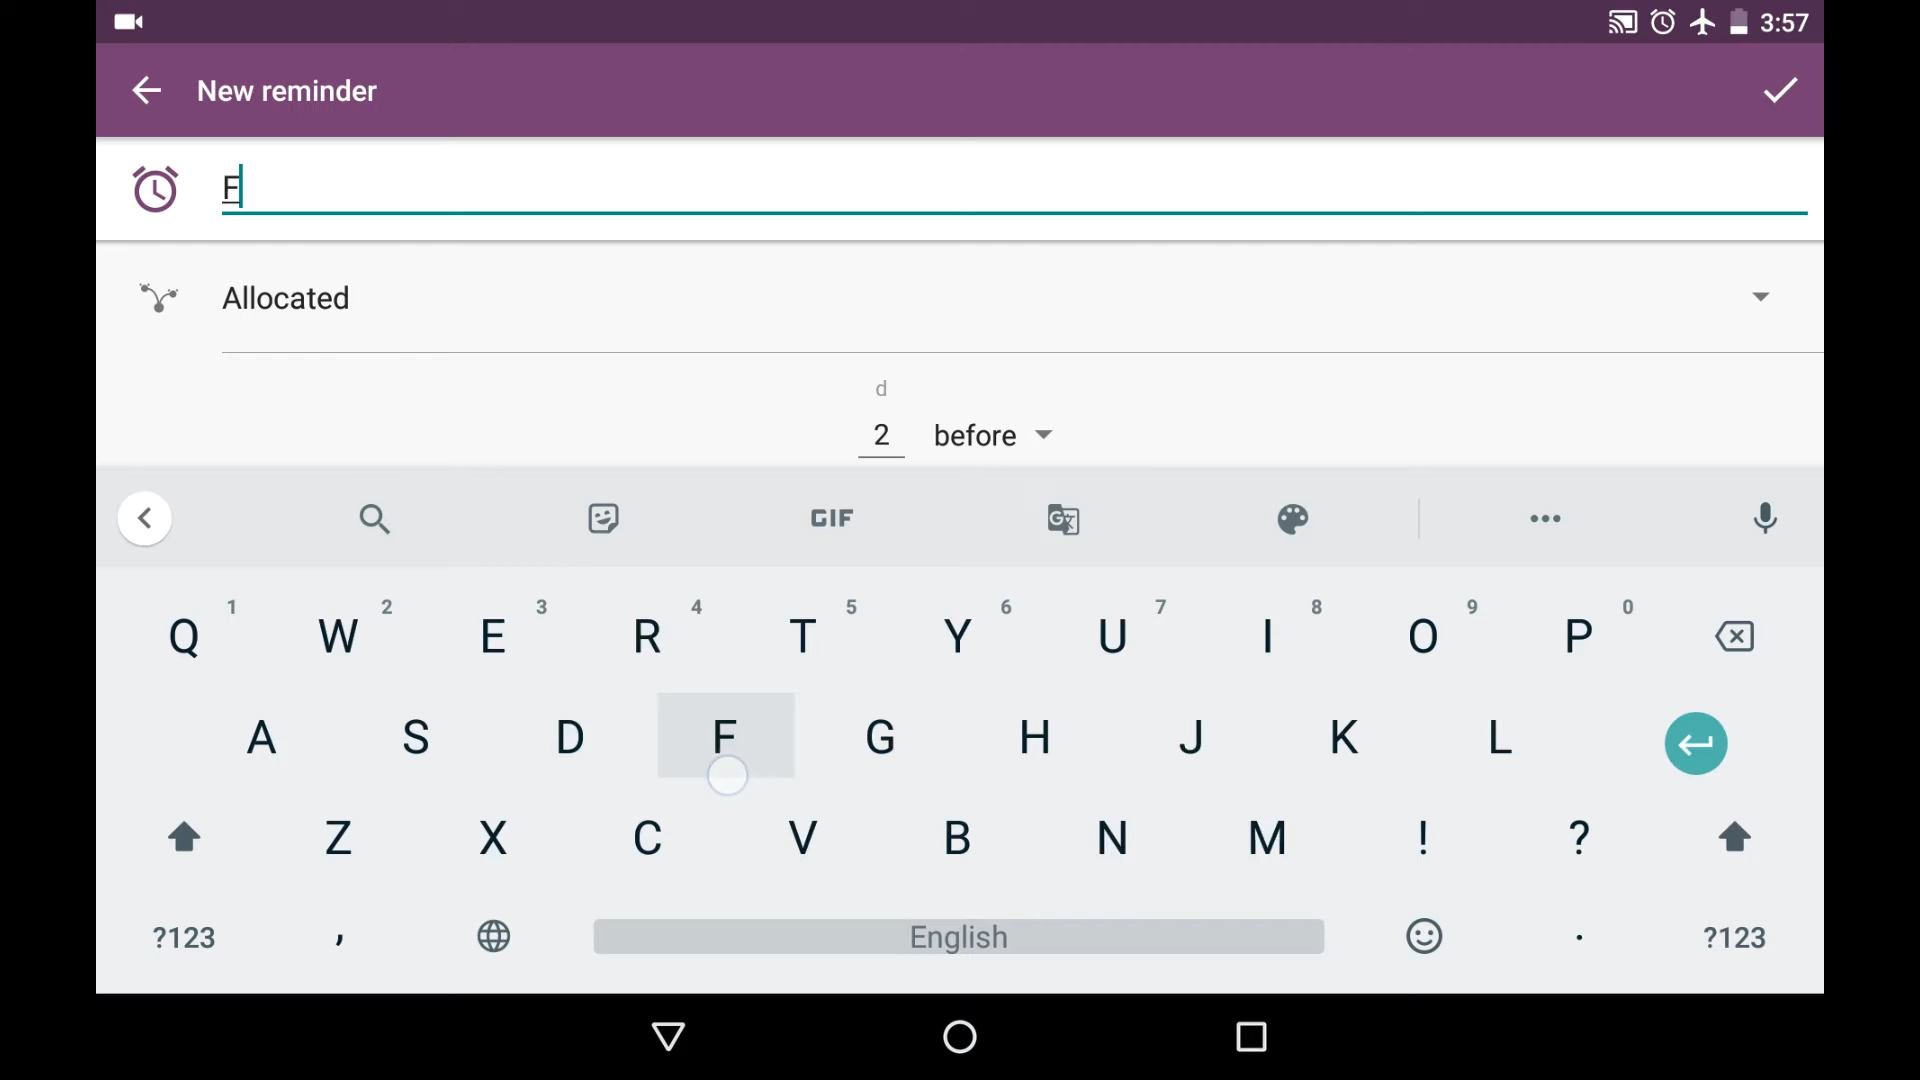 3:57
New reminder
F
Allocated
d
2 before
GIF
G
1 2 3 4 5 6 7 8 9 0
Q W E R T Y U I O P
A S D F G H J K L
Z X C V B N M ! ?
?123 , English . ?123